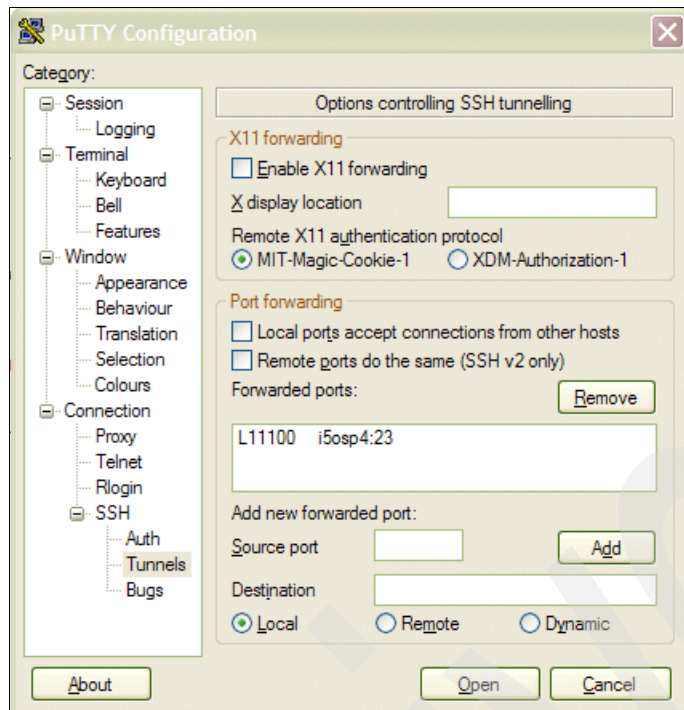 PuTTY Configuration
Category:
Session
Logging
Terminal
Keyboard
Bell
Features
Window
Appearance
Behaviour
Translation
Selection
Colours
Connection
Proxy
Telnet
Rlogin
SSH
Auth
Tunnels
Bugs
Options controlling SSH tunnelling
X11 forwarding
Enable X11 forwarding
X display location
Remote X11 authentication protocol
MIT-Magic-Cookie-1 XDM-Authorization-1
Port forwarding
Local ports accept connections from other hosts
Remote ports do the same (SSH v2 only)
Forwarded ports: Remove
L11100 i5osp4:23
Add new forwarded port:
Source port Add
Destination
Local Remote Dynamic
About Open Cancel